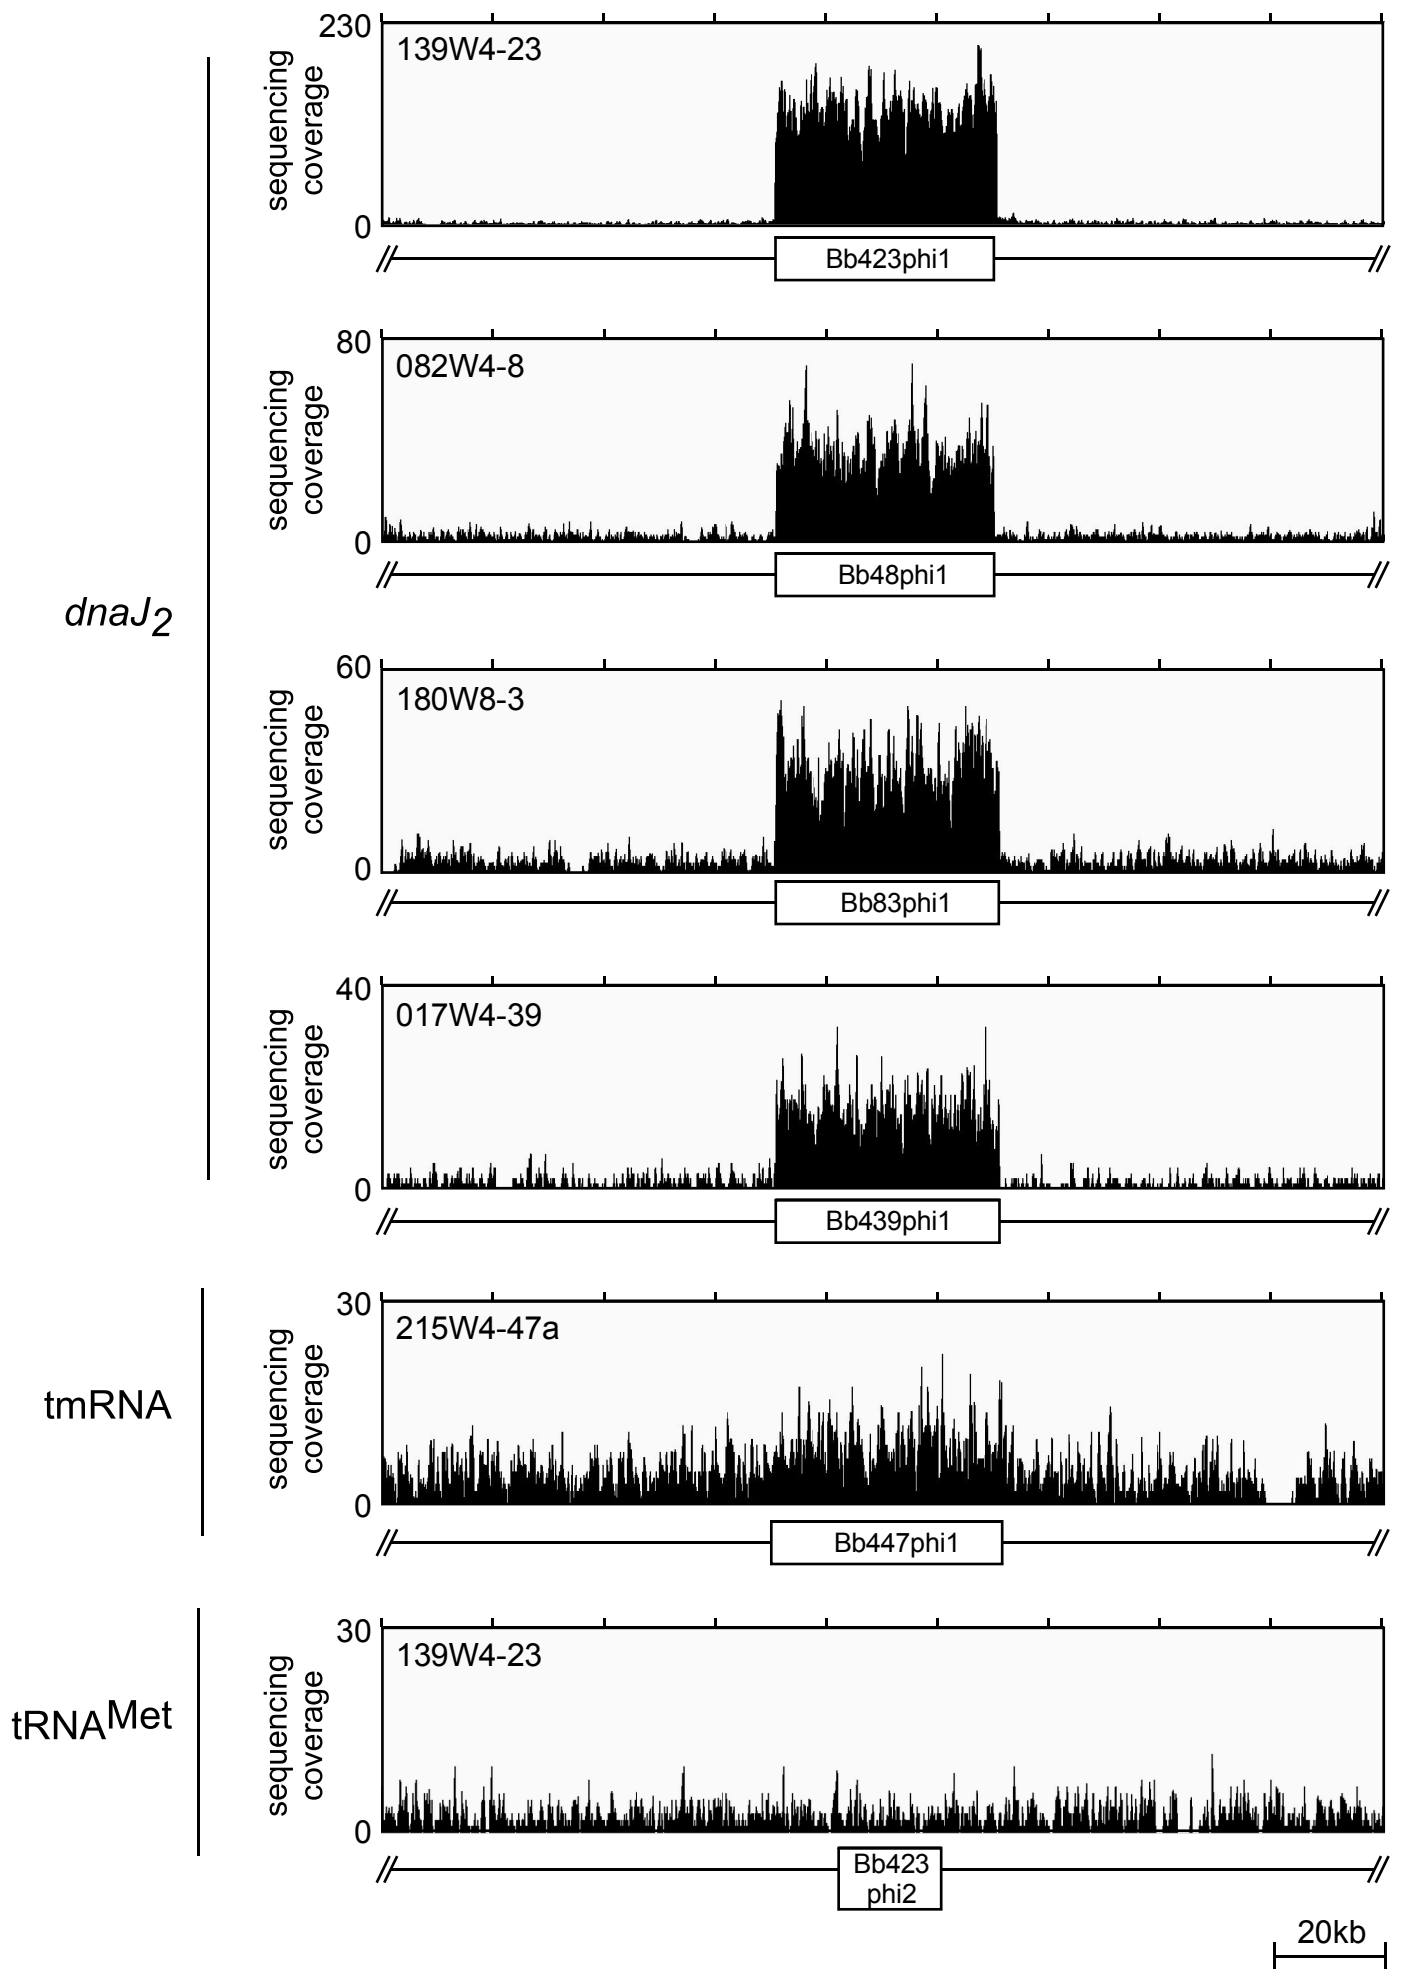 230
139W4-23
sequencing
coverage
0
Bb423phi1
80
082W4-8
sequencing
coverage
0
Bb48phi1
dnaJ2
60
180W8-3
sequencing
coverage
0
Bb83phi1
40
017W4-39
sequencing
coverage
0
Bb439phi1
30
215W4-47a
sequencing
coverage
tmRNA
0
Bb447phi1
30
139W4-23
sequencing
coverage
tRNAMet
0
Bb423
phi2
20kb